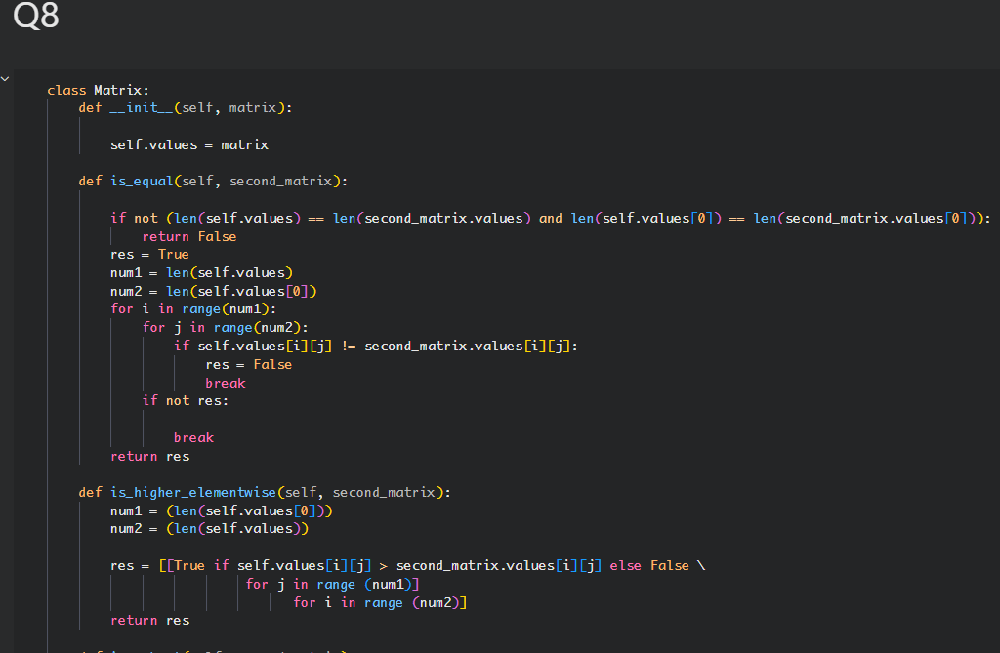 Q8
class Matrix:
    def __init__(self, matrix):
        self.values = matrix
    def is_equal(self, second_matrix):
        if not (len(self.values) == len(second_matrix.values) and len(self.values[0]) == len(second_matrix.values[0])):
            return False
        res = True
        num1 = len(self.values)
        num2 = len(self.values[0])
        for i in range(num1):
            for j in range(num2):
                if self.values[i][j] != second_matrix.values[i][j]:
                    res = False
                    break
            if not res:
                break
        return res
    def is_higher_elementwise(self, second_matrix):
        num1 = (len(self.values[0]))
        num2 = (len(self.values))
        res = [[True if self.values[i][j] > second_matrix.values[i][j] else False \
                         for j in range (num1)]
                               for i in range (num2)]
        return res